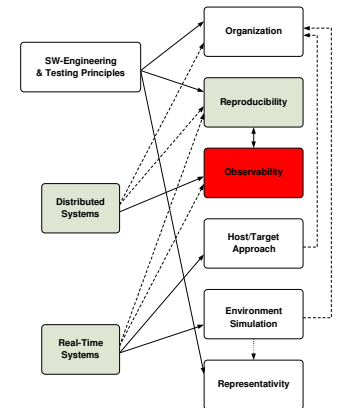 Organization
SW-Engineering
& Testing Principles
Reproducibility
Observability
Distributed
Systems
Host/Target
Approach
Environment
Simulation
Real-Time
Systems
Representativity